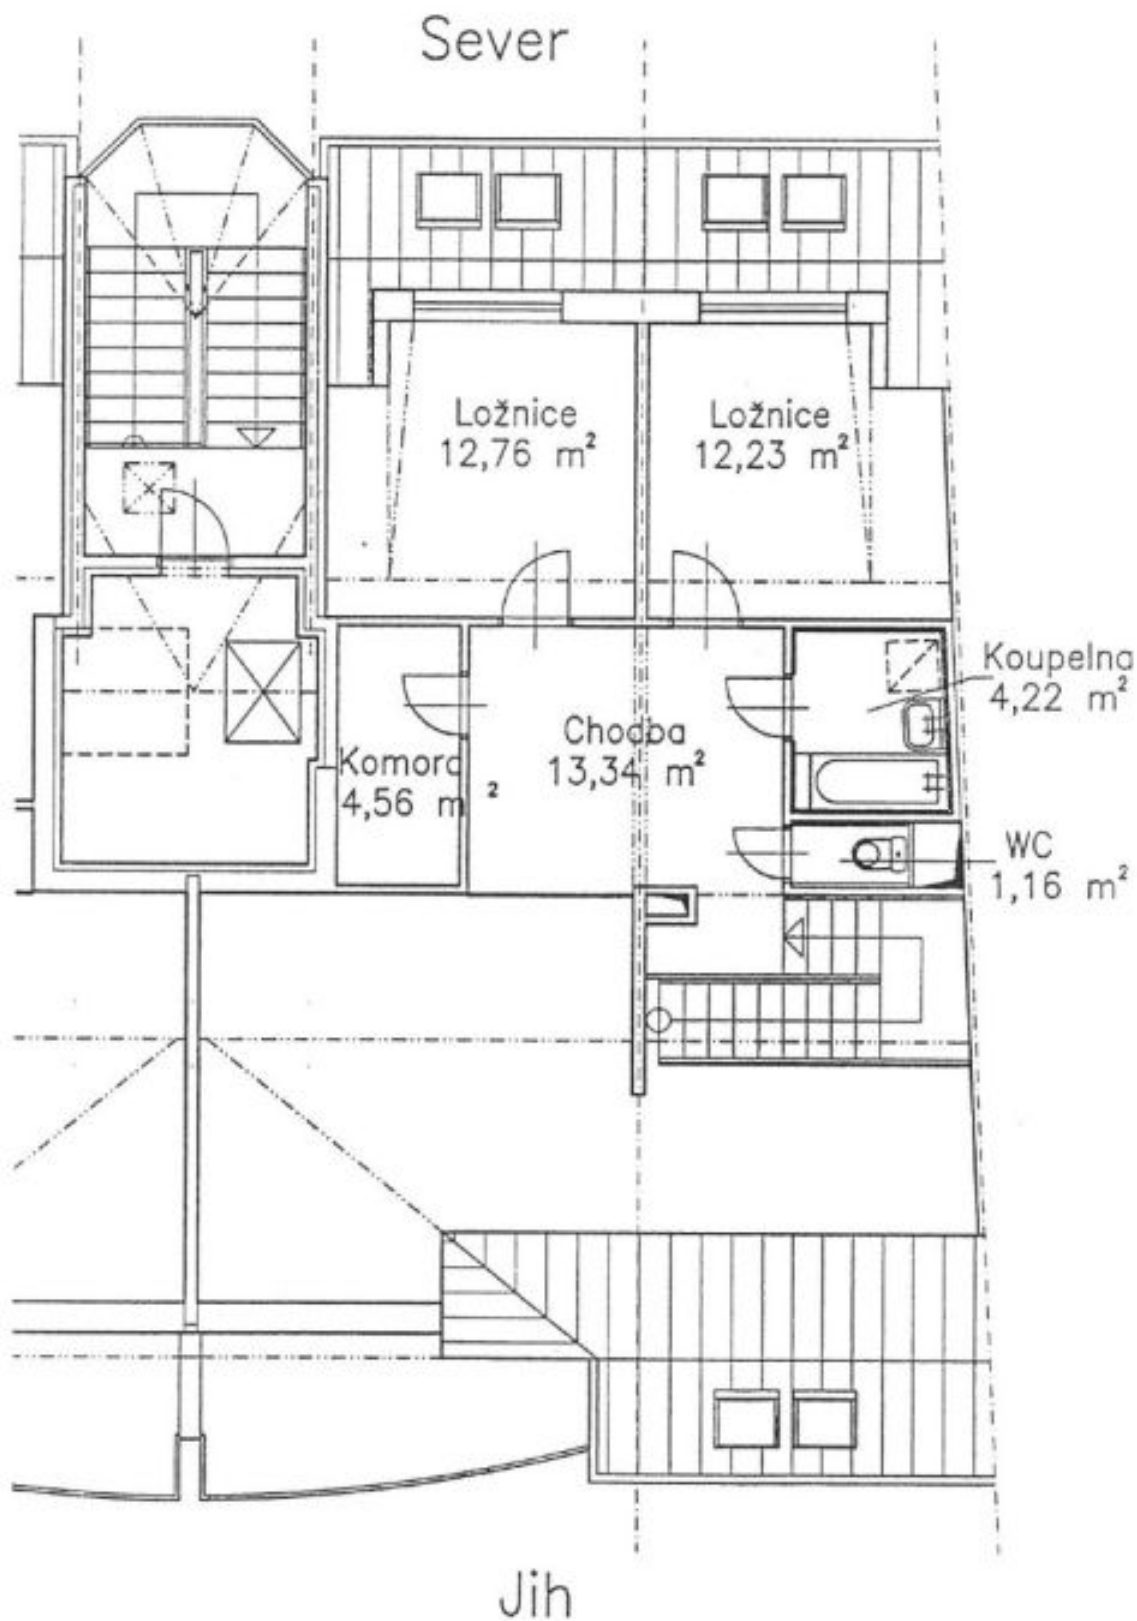 Sever
Ložnice
12,76 m²
Ložnice
12,23 m²
Koupelna
4,22 m²
Chodba
13,34 m²
Komora
4,56 m²
WC
1,16 m²
Jih